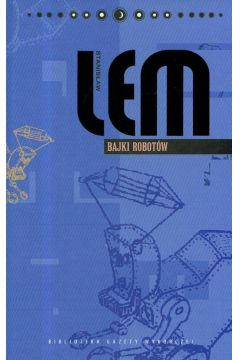 STANISŁAW
LEM
BAJKI ROBOTÓW
BIBLIOTEKA GAZETY WYBORCZEJ